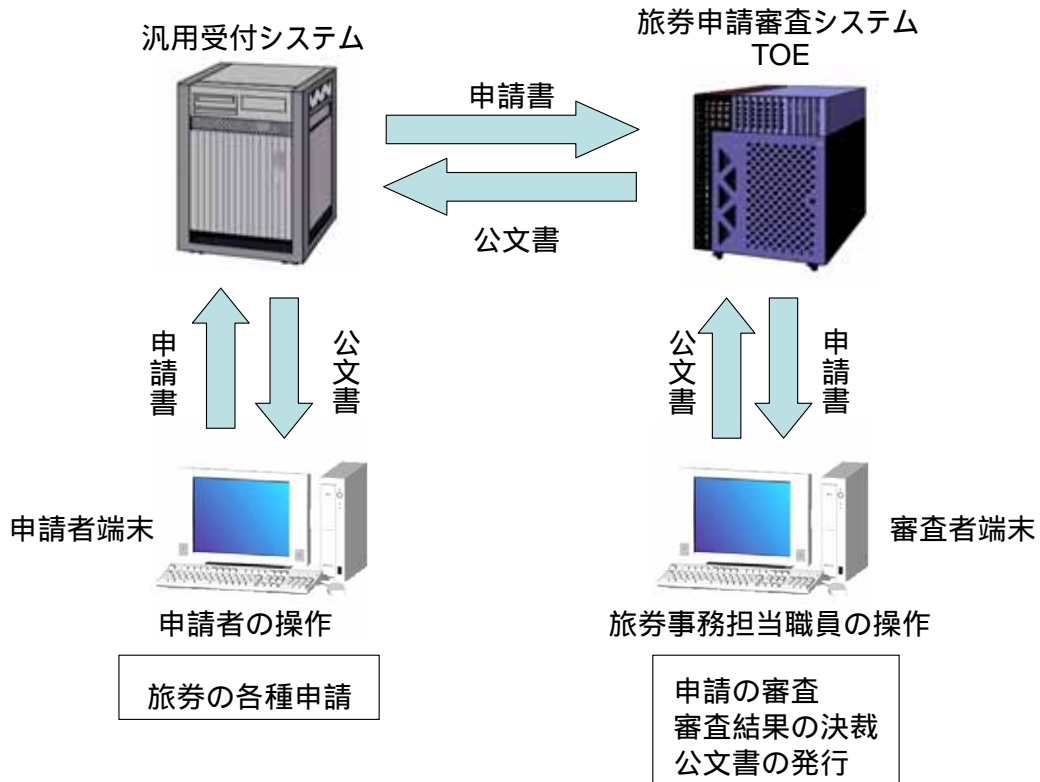 汎用受付システム
旅券申請審査システム
TOE
申請書
公文書
申請書
公文書
公文書
申請書
申請者端末
審査者端末
申請者の操作
旅券事務担当職員の操作
旅券の各種申請
申請の審査
審査結果の決裁
公文書の発行